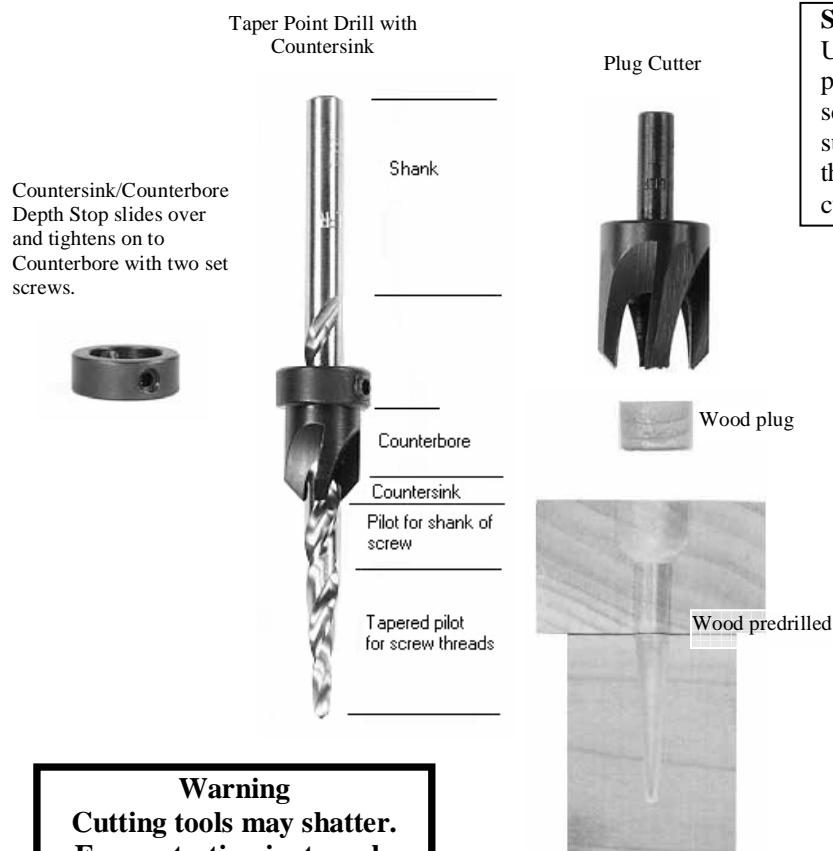 Taper Point Drill with
Countersink
Plug Cutter
Shank
Countersink/Counterbore
Depth Stop slides over
and tightens on to
Counterbore with two set
screws.
Wood plug
Counterbore
Countersink
Pilot for shank of
screw
Tapered pilot
for screw threads
Wood predrilled
Warning
Cutting tools may shatter.